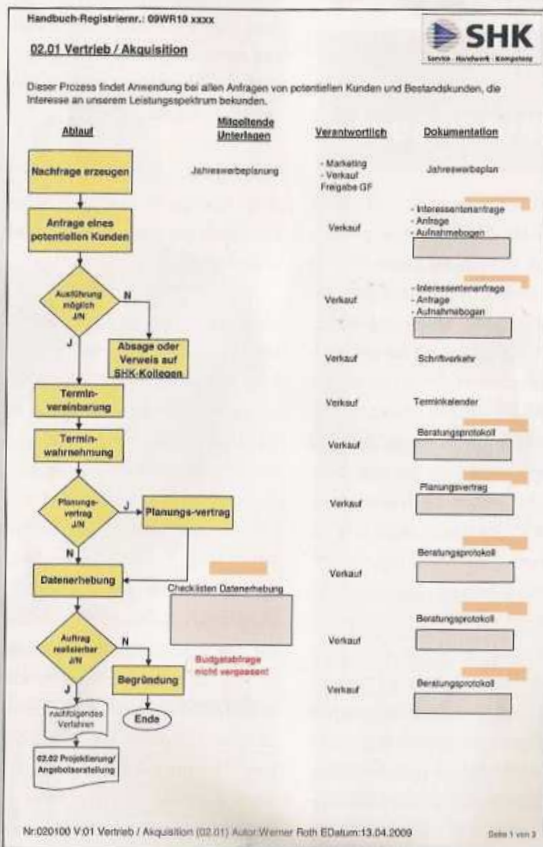 Handbuch-Registriernr.: 09WR10 xxxx
SHK
Service - Handwerk - Kompetenz
02.01 Vertrieb / Akquisition
Dieser Prozess findet Anwendung bei allen Anfragen von potentiellen Kunden und Bestandskunden, die
Interesse an unserem Leistungsspektrum bekunden.
Ablauf
Mitgeltende
Unterlagen
Verantwortlich
Dokumentation
Nachfrage erzeugen
Jahreswerbeplanung
- Marketing
- Verkauf
Freigabe GF
Jahreswerbeplan
Anfrage eines
potentiellen Kunden
Verkauf
- Interessentenanfrage
- Anfrage
- Aufnahmebogen
Ausführung
möglich
J/N
N
J
Verkauf
- Interessentenanfrage
- Anfrage
- Aufnahmebogen
Absage oder
Verweis auf
SHK-Kollegen
Verkauf
Schriftverkehr
Termin-
vereinbarung
Verkauf
Terminkalender
Termin-
wahrnehmung
Verkauf
Beratungsprotokoll
Planungs-
vertrag
J/N
J
N
Planungs-vertrag
Verkauf
Planungsvertrag
Datenerhebung
Checklisten Datenerhebung
Verkauf
Beratungsprotokoll
Auftrag
realisierbar
J/N
N
J
Budgetabfrage
nicht vergessen!
Verkauf
Beratungsprotokoll
Begründung
Verkauf
Beratungsprotokoll
Ende
nachfolgendes
Verfahren
02.02 Projektierung/
Angebotserstellung
Nr:020100 V:01 Vertrieb / Akquisition (02.01) Autor:Werner Roth EDatum:13.04.2009
Seite 1 von 3